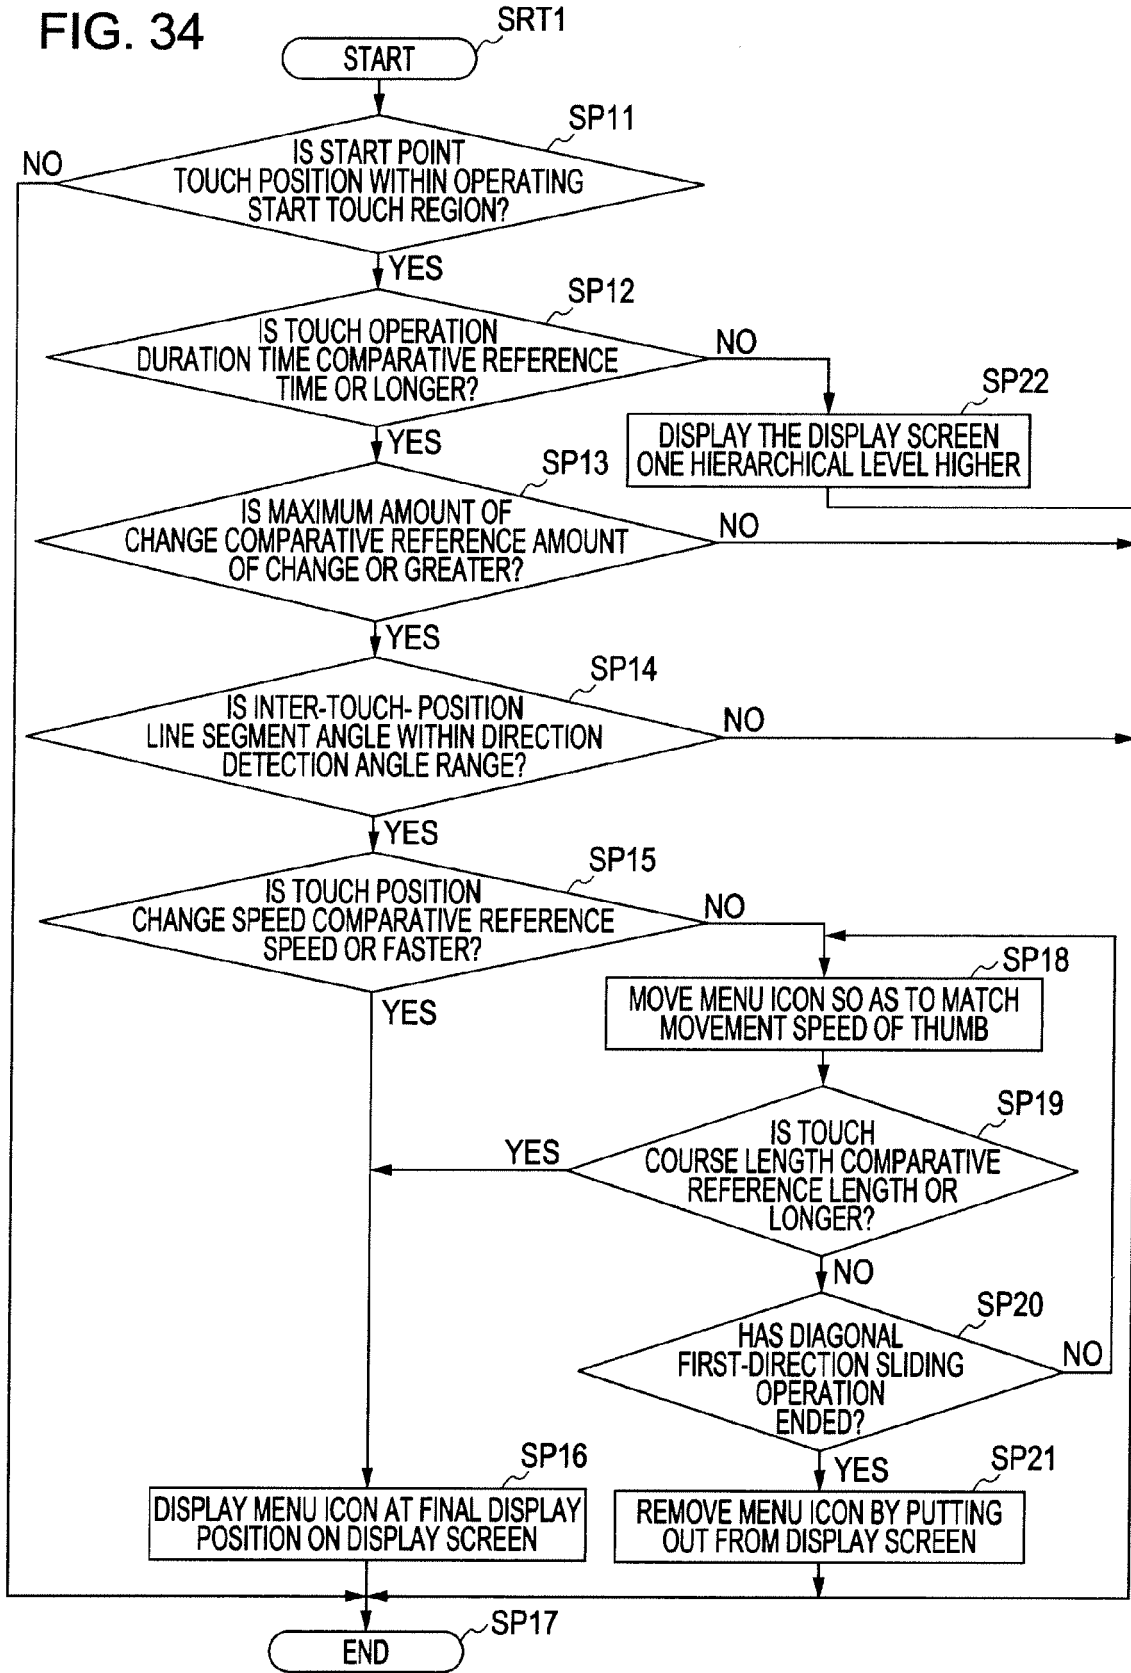 FIG. 34
SRT1
START
SP11
IS START POINT
TOUCH POSITION WITHIN OPERATING
START TOUCH REGION?
NO
YES
SP12
IS TOUCH OPERATION
DURATION TIME COMPARATIVE REFERENCE
TIME OR LONGER?
NO
YES
SP22
DISPLAY THE DISPLAY SCREEN
ONE HIERARCHICAL LEVEL HIGHER
SP13
IS MAXIMUM AMOUNT OF
CHANGE COMPARATIVE REFERENCE AMOUNT
OF CHANGE OR GREATER?
NO
YES
SP14
IS INTER-TOUCH- POSITION
LINE SEGMENT ANGLE WITHIN DIRECTION
DETECTION ANGLE RANGE?
NO
YES
SP15
IS TOUCH POSITION
CHANGE SPEED COMPARATIVE REFERENCE
SPEED OR FASTER?
NO
YES
SP18
MOVE MENU ICON SO AS TO MATCH
MOVEMENT SPEED OF THUMB
SP19
IS TOUCH
COURSE LENGTH COMPARATIVE
REFERENCE LENGTH OR
LONGER?
YES
NO
SP20
HAS DIAGONAL
FIRST-DIRECTION SLIDING
OPERATION
ENDED?
NO
YES
SP16
DISPLAY MENU ICON AT FINAL DISPLAY
POSITION ON DISPLAY SCREEN
SP21
REMOVE MENU ICON BY PUTTING
OUT FROM DISPLAY SCREEN
SP17
END